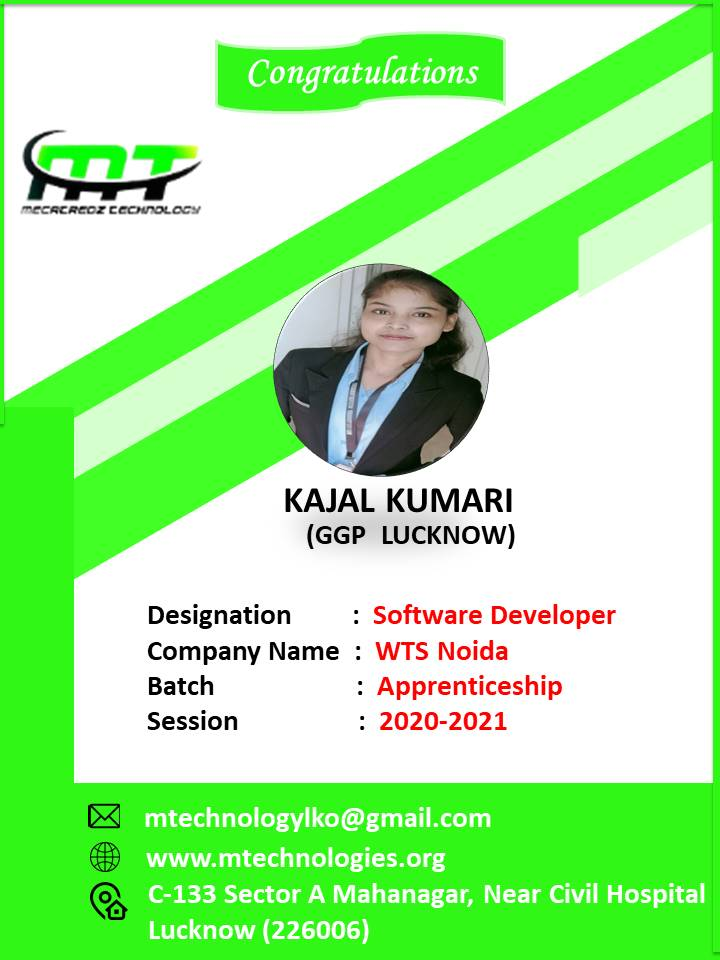 Congratulations
MT
MECATREDZ TECHNOLOGY
KAJAL KUMARI
(GGP LUCKNOW)
Designation : Software Developer
Company Name : WTS Noida
Batch : Apprenticeship
Session : 2020-2021
mtechnologylko@gmail.com
www.mtechnologies.org
C-133 Sector A Mahanagar, Near Civil Hospital
Lucknow (226006)